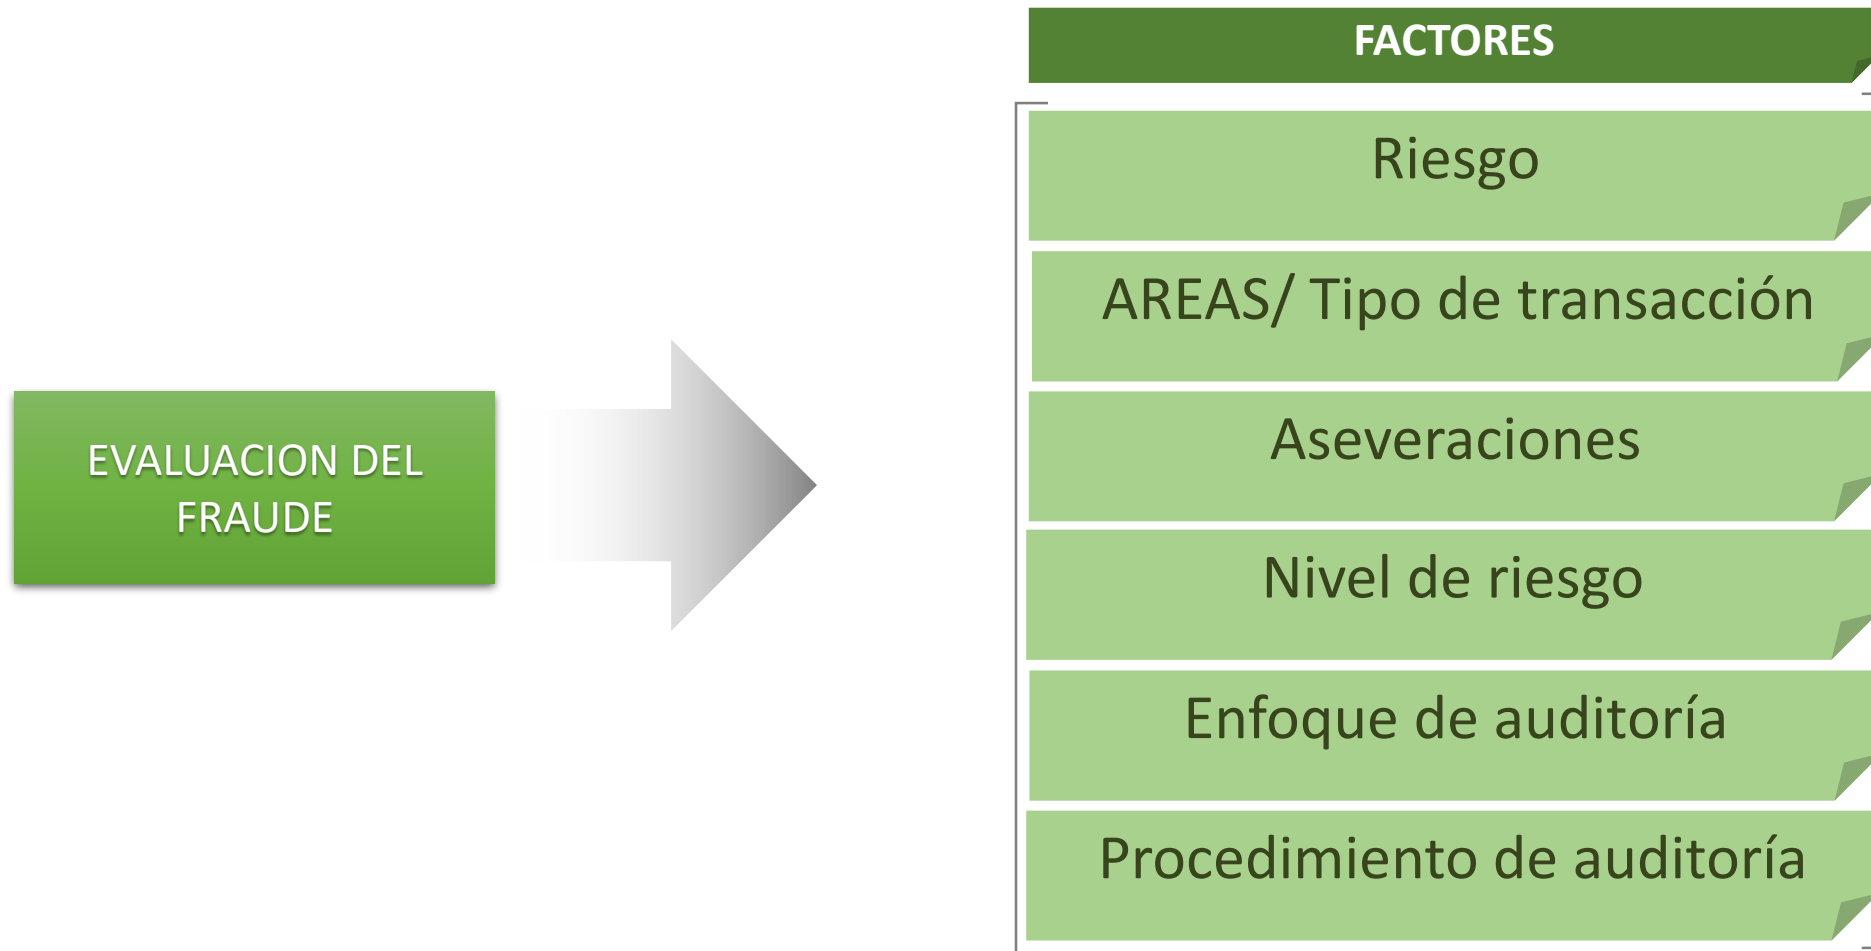 EVALUACION DEL
FRAUDE
FACTORES
Riesgo
AREAS/ Tipo de transacción
Aseveraciones
Nivel de riesgo
Enfoque de auditoría
Procedimiento de auditoría